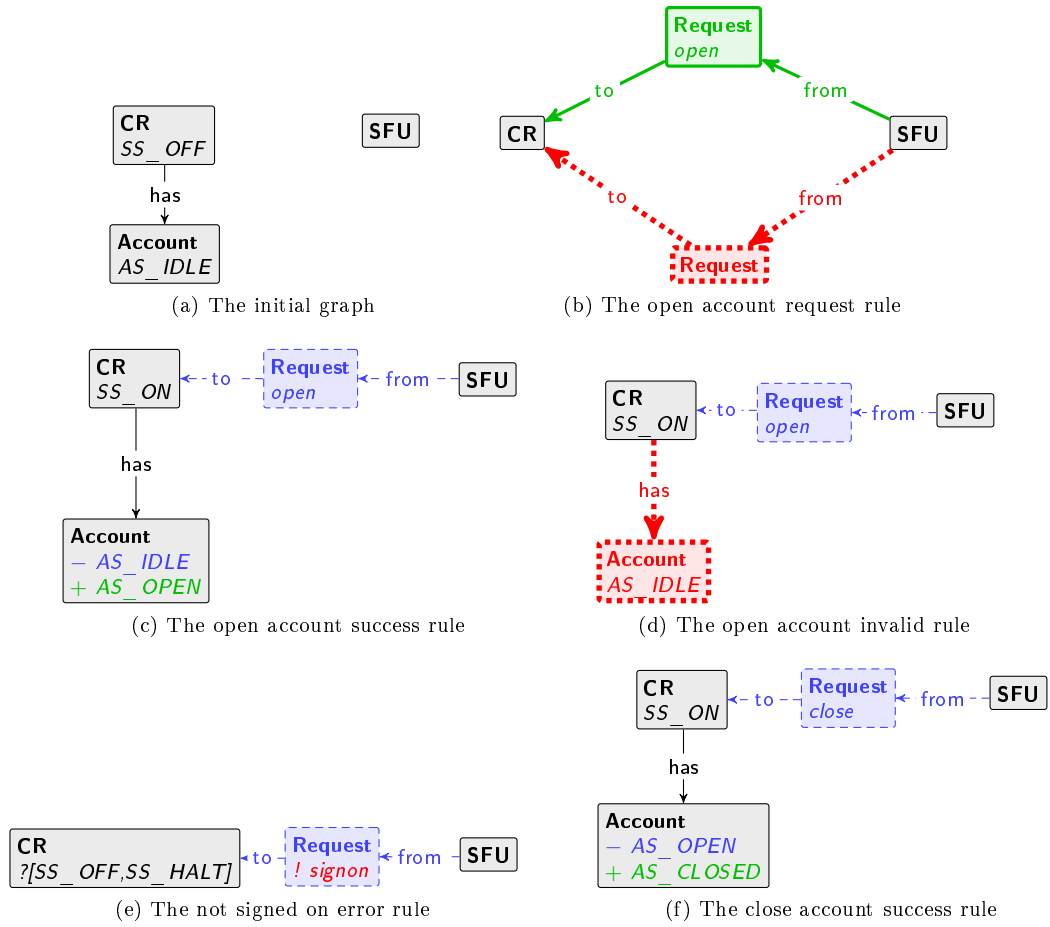 CR
SS_OFF
has
Account
AS_IDLE
SFU
(a) The initial graph
Request
open
to
from
CR
SFU
to
from
Request
(b) The open account request rule
CR
SS_ON
to
Request
open
from
SFU
has
Account
− AS_IDLE
+ AS_OPEN
(c) The open account success rule
CR
SS_ON
to
Request
open
from
SFU
has
Account
AS_IDLE
(d) The open account invalid rule
CR
?[SS_OFF,SS_HALT]
to
Request
! signon
from
SFU
(e) The not signed on error rule
CR
SS_ON
to
Request
close
from
SFU
has
Account
− AS_OPEN
+ AS_CLOSED
(f) The close account success rule